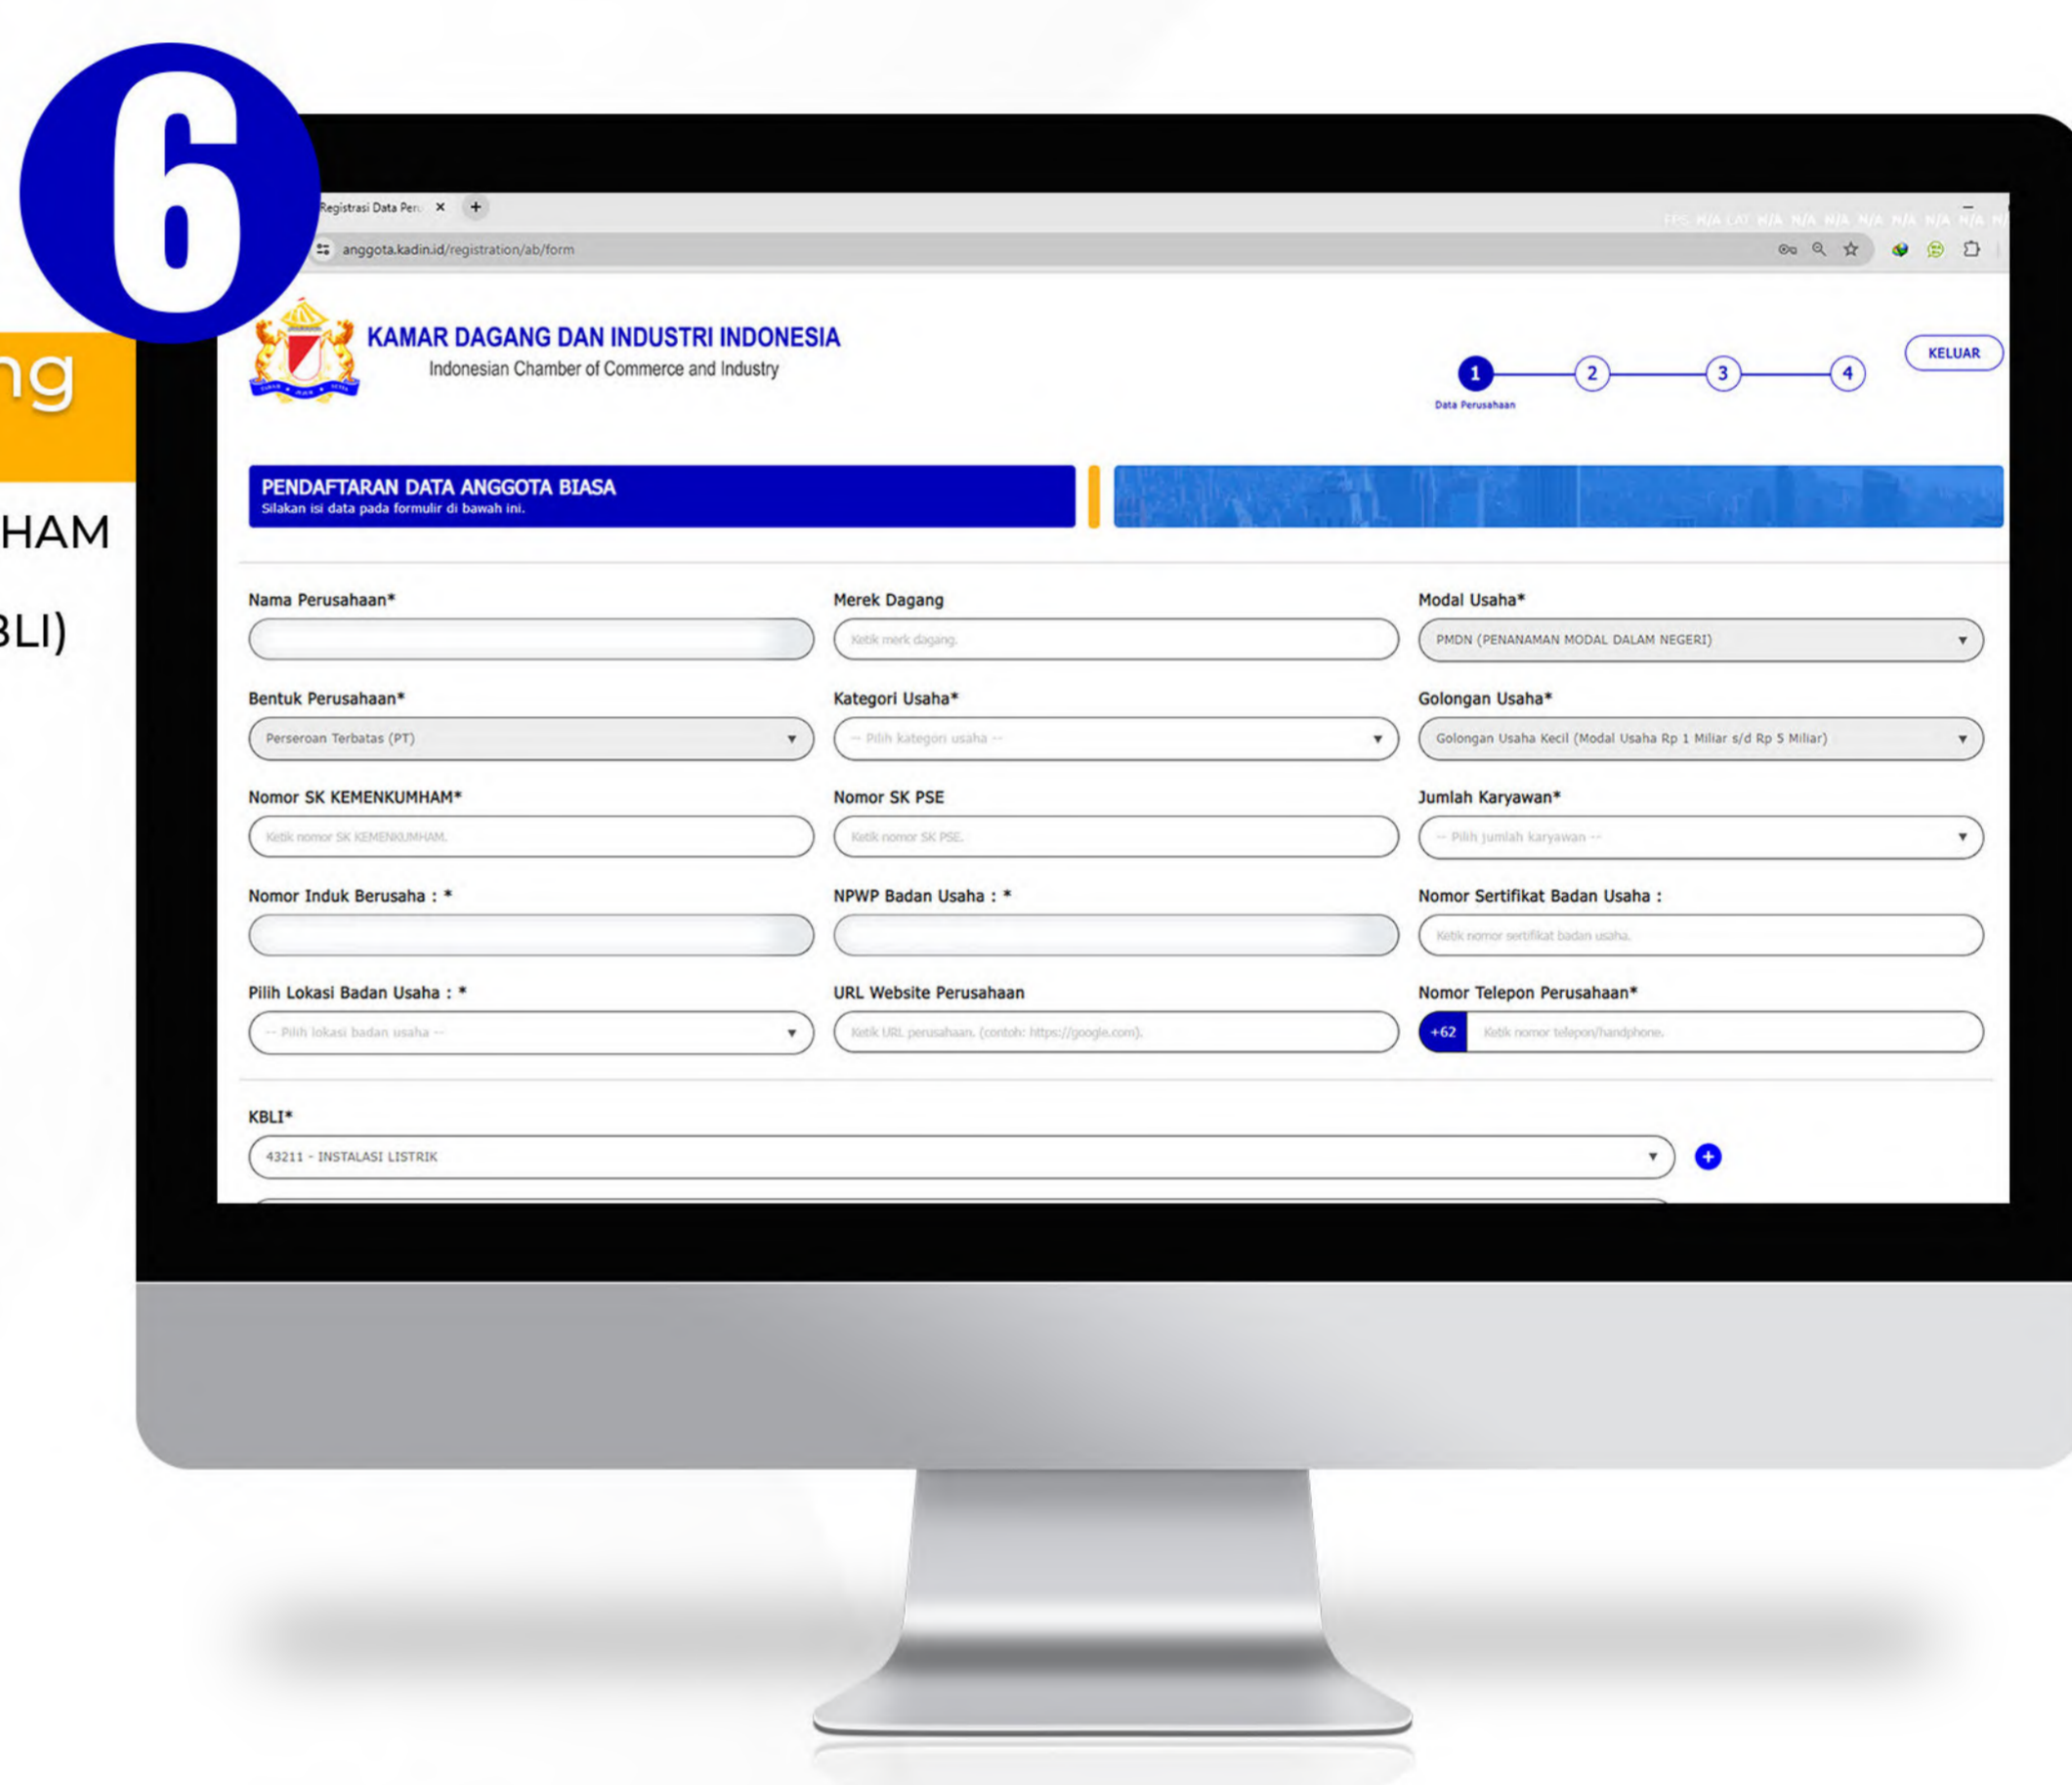 6
ng
HAM
BLI)
Registrasi Data Per
FPS N/A LAT N/A N/A N/A N/A N/A N/A N/A
anggota.kadin.id/registration/ab/form
KAMAR DAGANG DAN INDUSTRI INDONESIA
Indonesian Chamber of Commerce and Industry
1 2 3 4
Data Perusahaan
KELUAR
PENDAFTARAN DATA ANGGOTA BIASA
Silakan isi data pada formulir di bawah ini.
Nama Perusahaan* Merek Dagang Modal Usaha*
Ketik merk dagang. PMDN (PENANAMAN MODAL DALAM NEGERI)
Bentuk Perusahaan* Kategori Usaha* Golongan Usaha*
Perseroan Terbatas (PT) -- Pilih kategori usaha -- Golongan Usaha Kecil (Modal Usaha Rp 1 Miliar s/d Rp 5 Miliar)
Nomor SK KEMENKUMHAM* Nomor SK PSE Jumlah Karyawan*
Ketik nomor SK KEMENKUMHAM. Ketik nomor SK PSE. -- Pilih jumlah karyawan --
Nomor Induk Berusaha : * NPWP Badan Usaha : * Nomor Sertifikat Badan Usaha :
Ketik nomor sertifikat badan usaha.
Pilih Lokasi Badan Usaha : * URL Website Perusahaan Nomor Telepon Perusahaan*
-- Pilih lokasi badan usaha -- Ketik URL perusahaan. (contoh: https://google.com). +62 Ketik nomor telepon/handphone.
KBLI*
43211 - INSTALASI LISTRIK